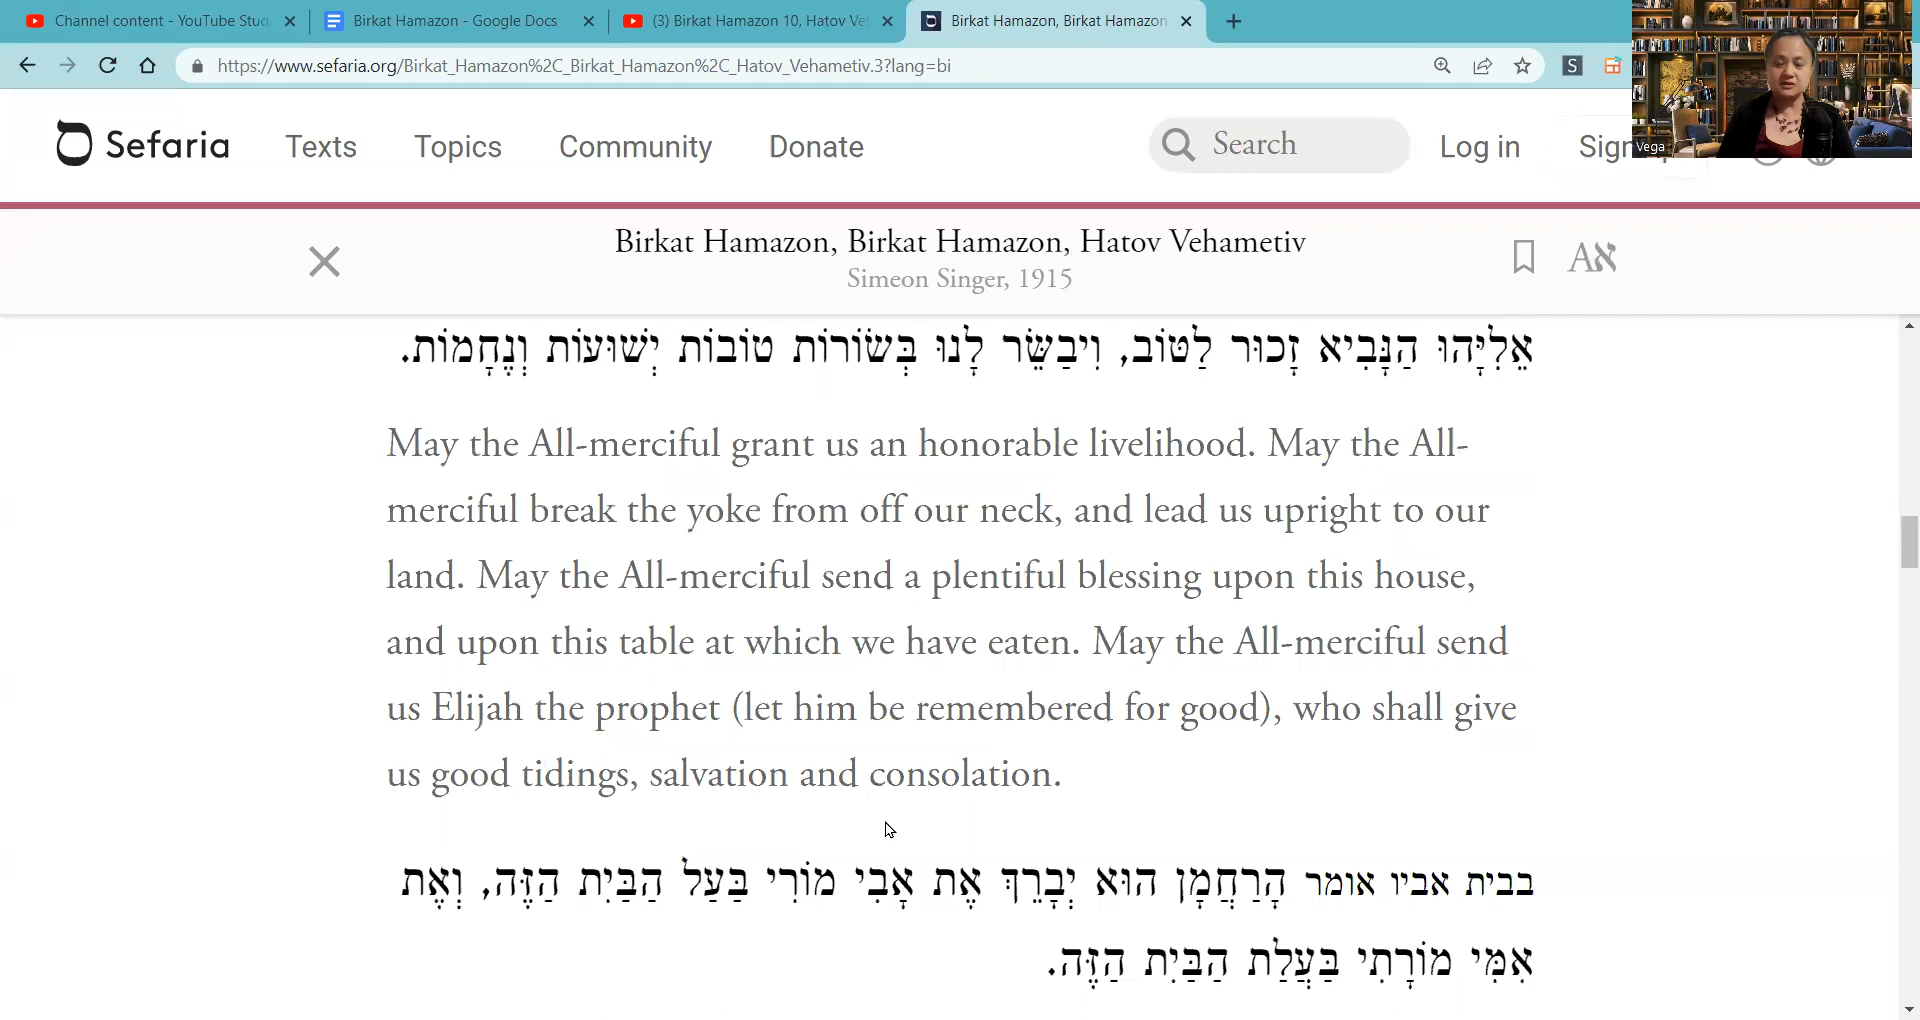 Channel content - YouTube Stud
Birkat Hamazon - Google Docs
(3) Birkat Hamazon 10, Hatov Ve
Birkat Hamazon, Birkat Hamazon
https://www.sefaria.org/Birkat_Hamazon%2C_Birkat_Hamazon%2C_Hatov_Vehametiv.3?lang=bi
S
Vega
Sefaria
Texts
Topics
Community
Donate
Search
Log in
Sign
Birkat Hamazon, Birkat Hamazon, Hatov Vehametiv
Simeon Singer, 1915
Aא
אֵלִיָּהוּ הַנָּבִיא זָכוּר לַטּוֹב, וִיבַשֵּׂר לָנוּ בְּשׂוֹרוֹת טוֹבוֹת יְשׁוּעוֹת וְנֶחָמוֹת.
May the All-merciful grant us an honorable livelihood. May the All-
merciful break the yoke from off our neck, and lead us upright to our
land. May the All-merciful send a plentiful blessing upon this house,
and upon this table at which we have eaten. May the All-merciful send
us Elijah the prophet (let him be remembered for good), who shall give
us good tidings, salvation and consolation.
בבית אביו אומר הָרַחֲמָן הוּא יְבָרֵךְ אֶת אָבִי מוֹרִי בַּעַל הַבַּיִת הַזֶּה, וְאֶת
אִמִּי מוֹרָתִי בַּעֲלַת הַבַּיִת הַזֶּה.